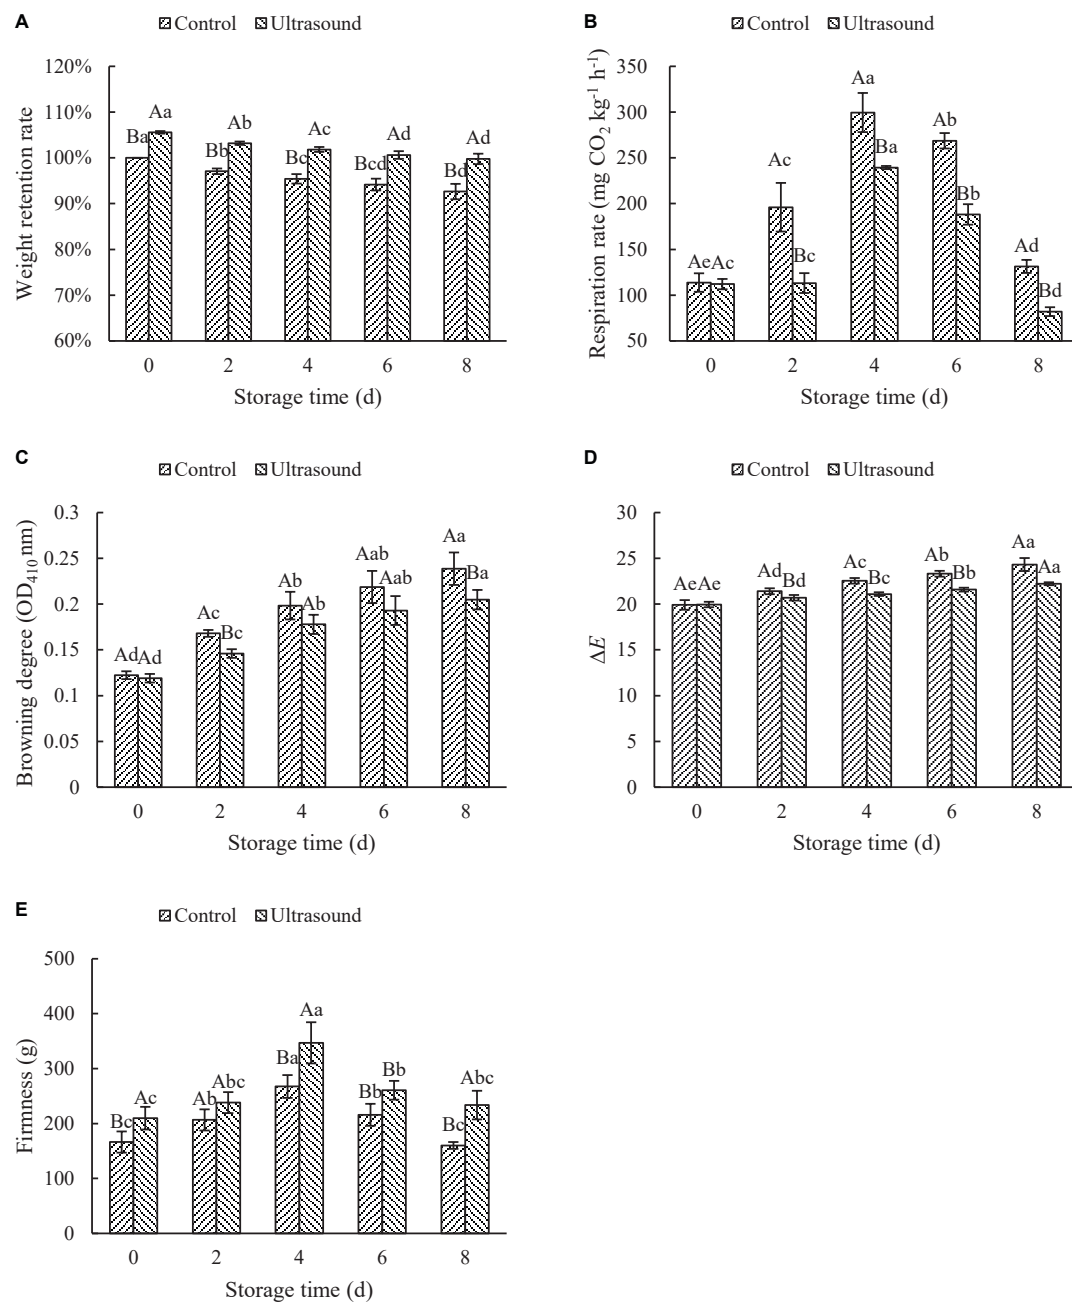 A
Control Ultrasound
Weight retention rate
120%
110%
100%
90%
80%
70%
60%
Ba Aa Bb Ab Bc Ac Bcd Ad Bd Ad
0 2 4 6 8
Storage time (d)
B
Control Ultrasound
Respiration rate (mg CO2 kg-1 h-1)
350
300
250
200
150
100
50
Ae Ac Ac Bc Aa Ba Ab Bb Ad Bd
0 2 4 6 8
Storage time (d)
C
Control Ultrasound
Browning degree (OD410 nm)
0.3
0.25
0.2
0.15
0.1
0.05
0
Ad Ad Ac Bc Ab Ab Aab Aab Aa Ba
0 2 4 6 8
Storage time (d)
D
Control Ultrasound
ΔE
30
25
20
15
10
5
0
Ae Ae Ad Bd Ac Bc Ab Bb Aa Aa
0 2 4 6 8
Storage time (d)
E
Control Ultrasound
Firmness (g)
500
400
300
200
100
0
Bc Ac Ab Abc Ba Aa Bb Bb Bc Abc
0 2 4 6 8
Storage time (d)